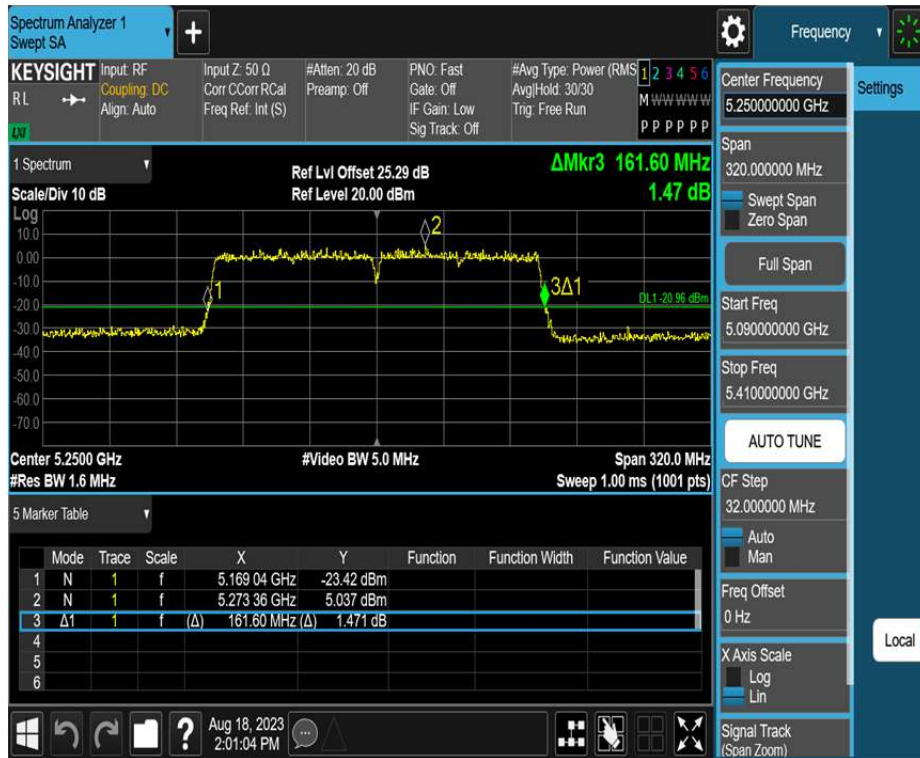 Spectrum Analyzer 1
Swept SA
+
Frequency
KEYSIGHT
RL
LXI
Input: RF
Coupling: DC
Align: Auto
Input Z: 50 Ω
Corr CCorr RCal
Freq Ref: Int (S)
#Atten: 20 dB
Preamp: Off
PNO: Fast
Gate: Off
IF Gain: Low
Sig Track: Off
#Avg Type: Power (RMS
Avg|Hold: 30/30
Trig: Free Run
1 2 3 4 5 6
M W W W W W
P P P P P P
1 Spectrum
Scale/Div 10 dB
Ref Lvl Offset 25.29 dB
Ref Level 20.00 dBm
ΔMkr3 161.60 MHz
1.47 dB
Log
10.0
0.00
-10.0
-20.0
-30.0
-40.0
-50.0
-60.0
-70.0
1
2
3Δ1
DL1 -20.96 dBm
Center 5.2500 GHz
#Video BW 5.0 MHz
Span 320.0 MHz
#Res BW 1.6 MHz
Sweep 1.00 ms (1001 pts)
5 Marker Table
Mode Trace Scale X Y Function Function Width Function Value
1 N 1 f 5.169 04 GHz -23.42 dBm
2 N 1 f 5.273 36 GHz 5.037 dBm
3 Δ1 1 f (Δ) 161.60 MHz (Δ) 1.471 dB
4
5
6
?
Aug 18, 2023
2:01:04 PM
Center Frequency
5.250000000 GHz
Span
320.000000 MHz
Swept Span
Zero Span
Full Span
Start Freq
5.090000000 GHz
Stop Freq
5.410000000 GHz
AUTO TUNE
CF Step
32.000000 MHz
Auto
Man
Freq Offset
0 Hz
X Axis Scale
Log
Lin
Signal Track
(Span Zoom)
Settings
Local